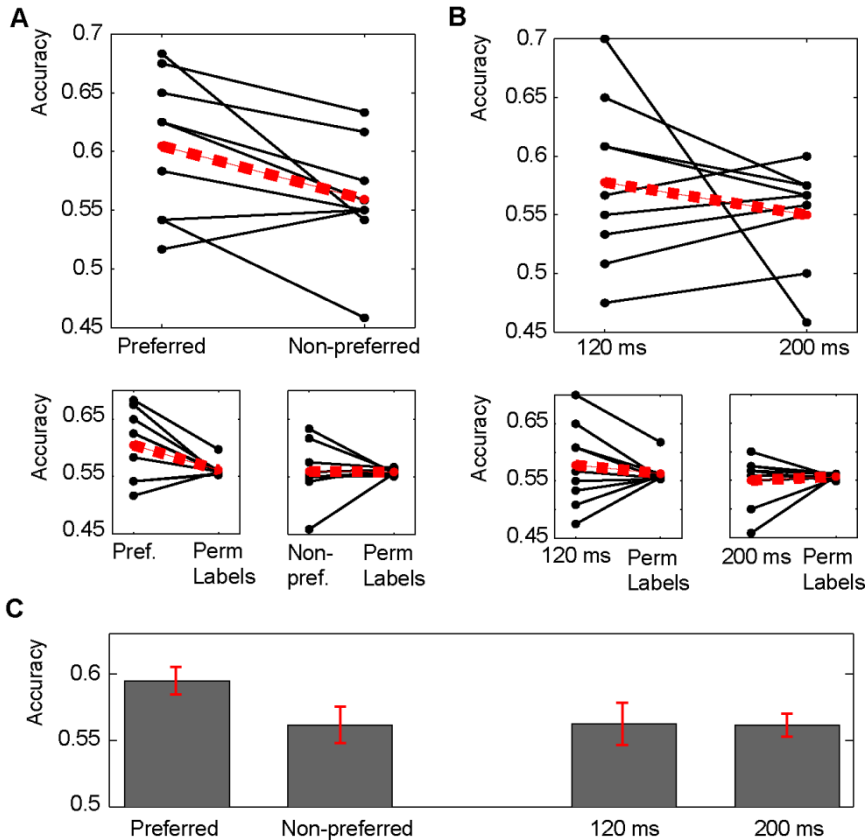 A
Accuracy
0.7
0.65
0.6
0.55
0.5
0.45
Preferred
Non-preferred
B
Accuracy
0.7
0.65
0.6
0.55
0.5
0.45
120 ms
200 ms
Accuracy
0.65
0.55
0.45
Pref.
Perm
Labels
Non-
pref.
Perm
Labels
Accuracy
0.65
0.55
0.45
120 ms
Perm
Labels
200 ms
Perm
Labels
C
Accuracy
0.6
0.55
0.5
Preferred
Non-preferred
120 ms
200 ms